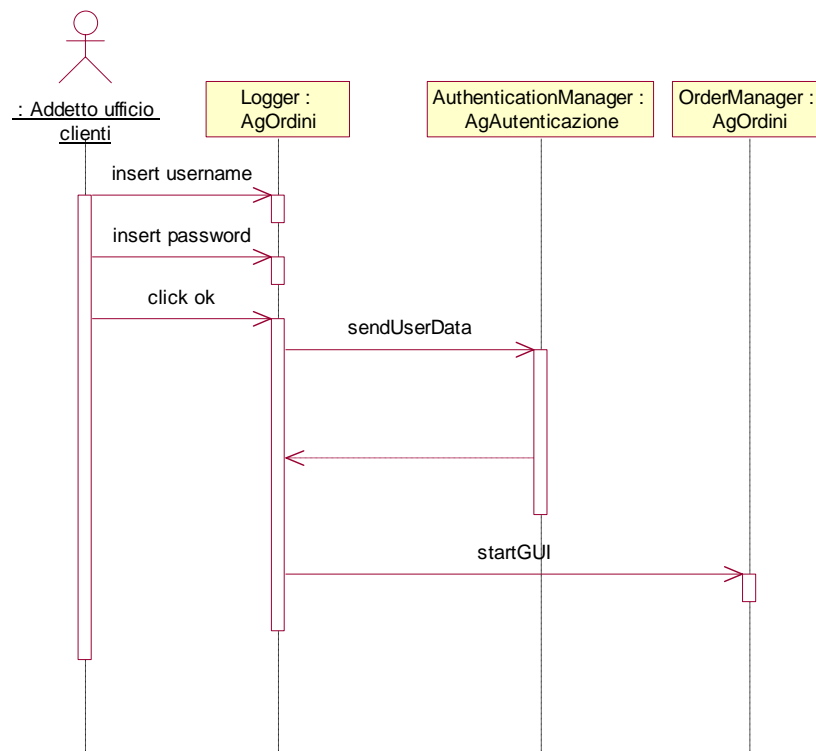 : Addetto ufficio
clienti
Logger :
AgOrdini
AuthenticationManager :
AgAutenticazione
OrderManager :
AgOrdini
insert username
insert password
click ok
sendUserData
startGUI